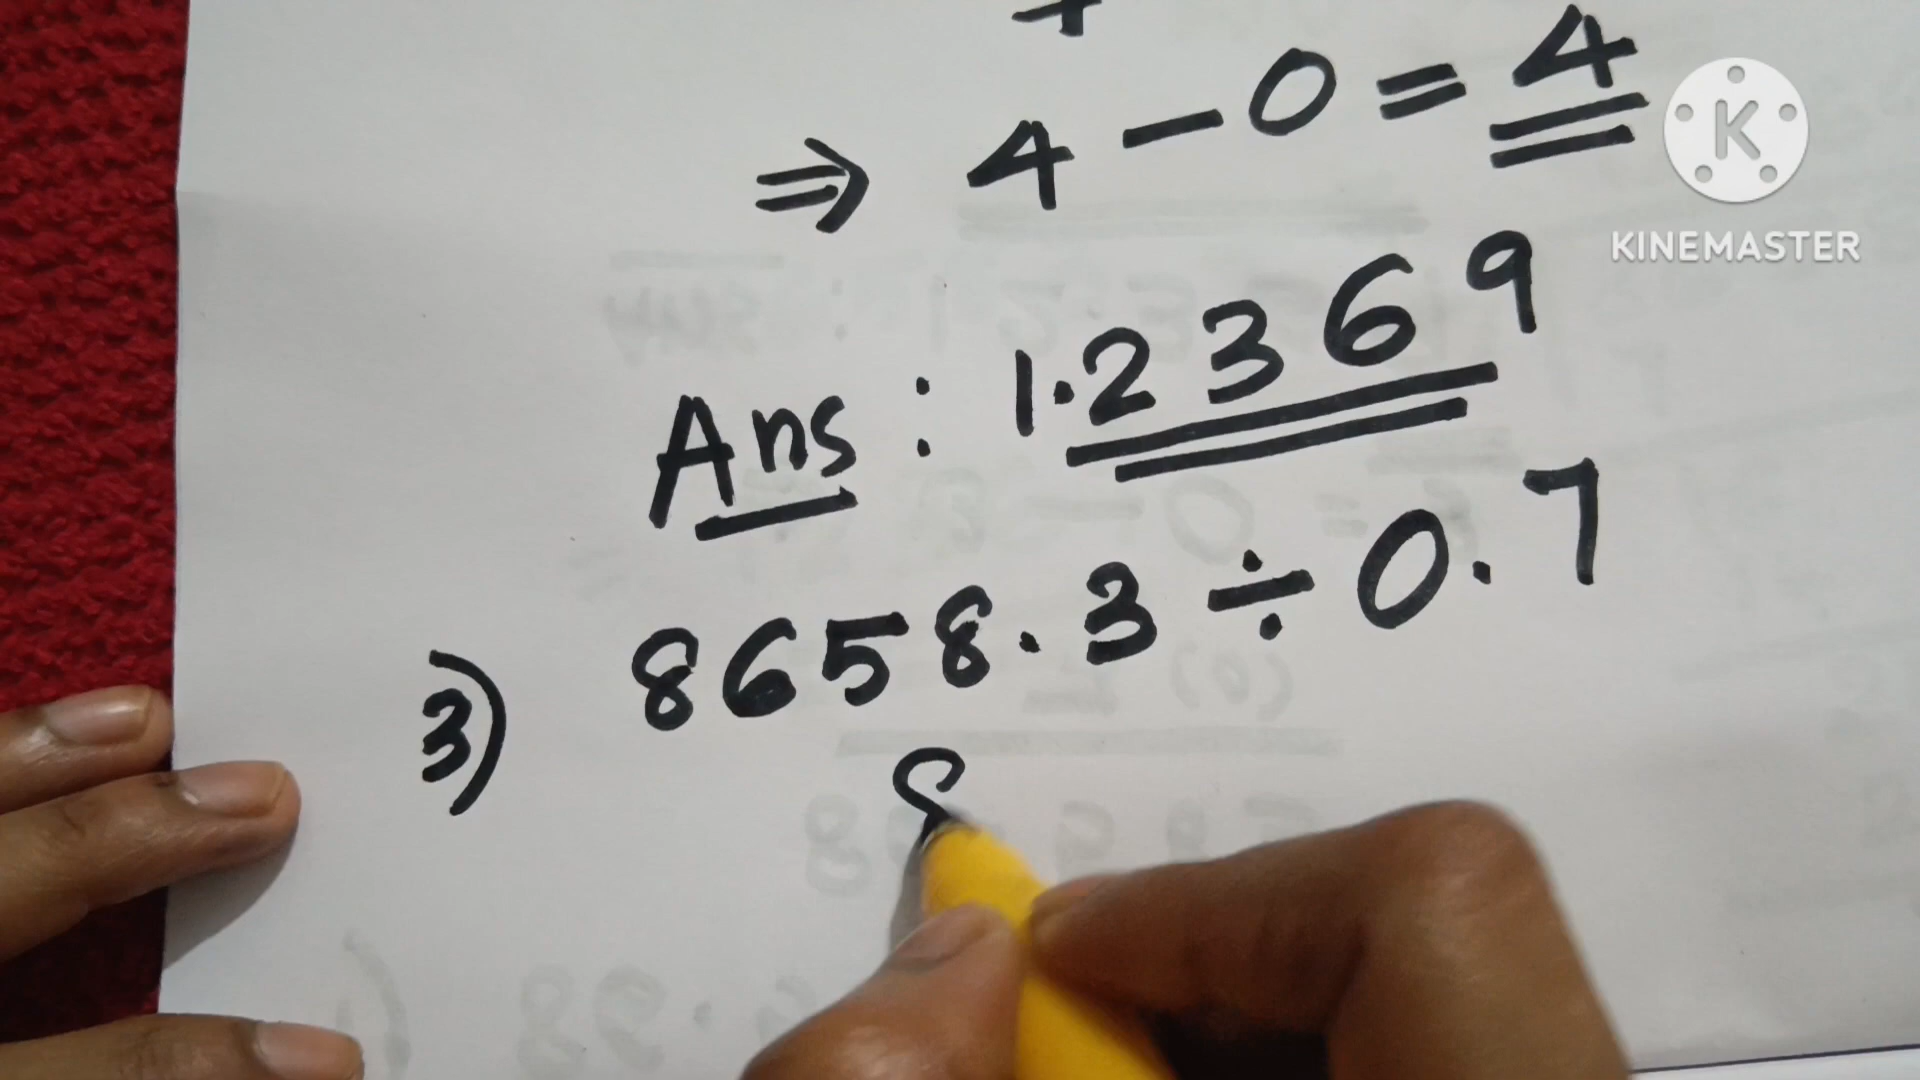 ⇒ 4 − 0 = 4
K
KINEMASTER
Ans : 1.2369
3) 8658.3 ÷ 0.7
8